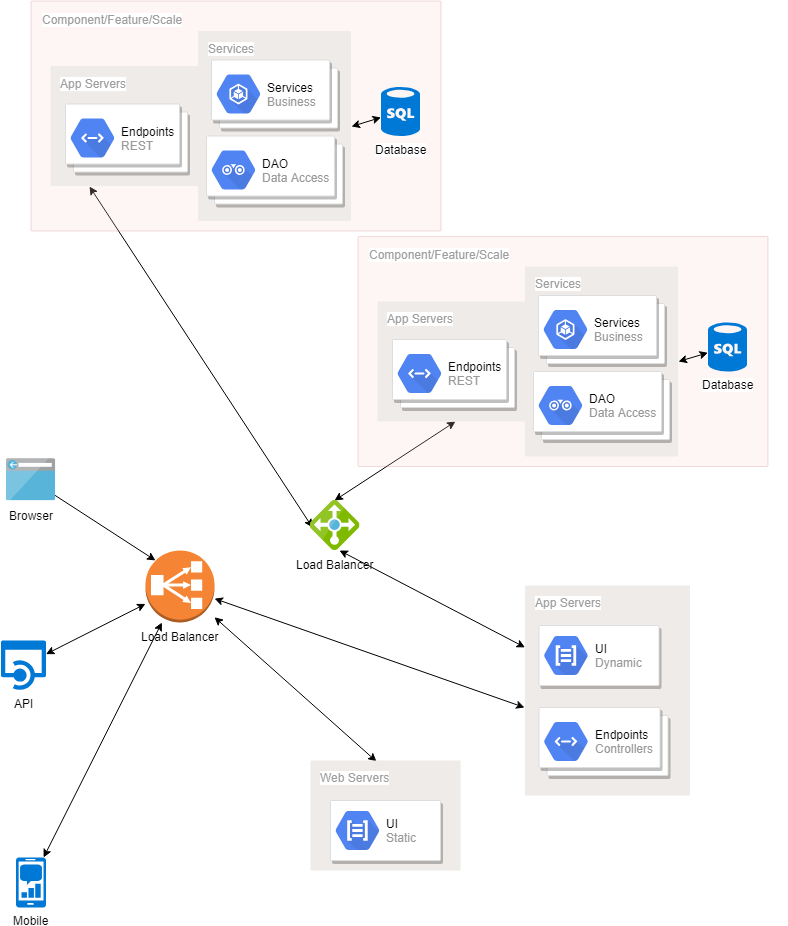 Component/Feature/Scale
Services
App Servers
Services
Business
Endpoints
REST
SQL
Database
DAO
Data Access
Component/Feature/Scale
Services
App Servers
Services
Business
Endpoints
REST
SQL
Database
DAO
Data Access
Browser
Load Balancer
Load Balancer
API
App Servers
UI
Dynamic
Endpoints
Controllers
Web Servers
UI
Static
Mobile